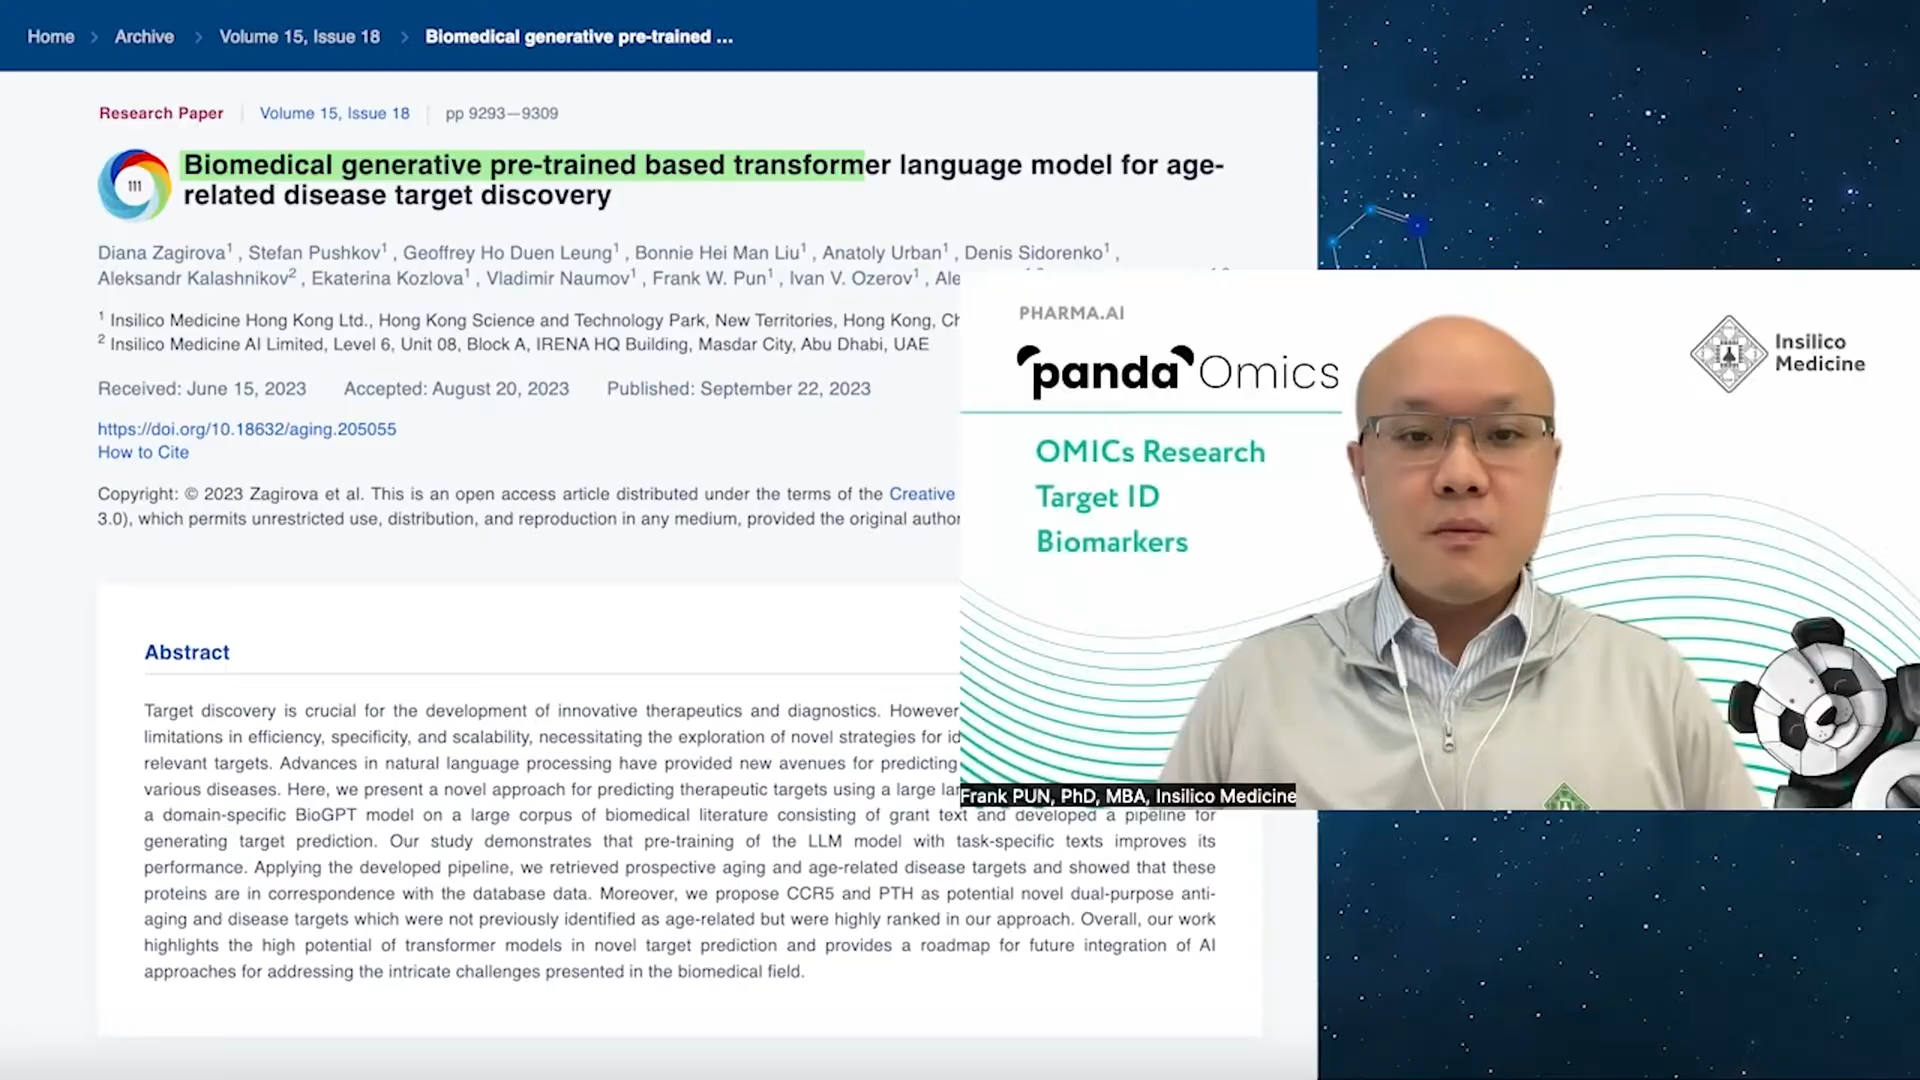 Home > Archive > Volume 15, Issue 18 > Biomedical generative pre-trained ...
Research Paper | Volume 15, Issue 18 | pp 9293—9309
111
Biomedical generative pre-trained based transformer language model for age-
related disease target discovery
Diana Zagirova1 , Stefan Pushkov1 , Geoffrey Ho Duen Leung1 , Bonnie Hei Man Liu1 , Anatoly Urban1 , Denis Sidorenko1 ,
Aleksandr Kalashnikov2 , Ekaterina Kozlova1 , Vladimir Naumov1 , Frank W. Pun1 , Ivan V. Ozerov1 , Ale
1 Insilico Medicine Hong Kong Ltd., Hong Kong Science and Technology Park, New Territories, Hong Kong, Ch
2 Insilico Medicine AI Limited, Level 6, Unit 08, Block A, IRENA HQ Building, Masdar City, Abu Dhabi, UAE
Received: June 15, 2023 Accepted: August 20, 2023 Published: September 22, 2023
https://doi.org/10.18632/aging.205055
How to Cite
Copyright: © 2023 Zagirova et al. This is an open access article distributed under the terms of the Creative
3.0), which permits unrestricted use, distribution, and reproduction in any medium, provided the original author
Abstract
Target discovery is crucial for the development of innovative therapeutics and diagnostics. However
limitations in efficiency, specificity, and scalability, necessitating the exploration of novel strategies for id
relevant targets. Advances in natural language processing have provided new avenues for predicting
various diseases. Here, we present a novel approach for predicting therapeutic targets using a large lan
a domain-specific BioGPT model on a large corpus of biomedical literature consisting of grant text and developed a pipeline for
generating target prediction. Our study demonstrates that pre-training of the LLM model with task-specific texts improves its
performance. Applying the developed pipeline, we retrieved prospective aging and age-related disease targets and showed that these
proteins are in correspondence with the database data. Moreover, we propose CCR5 and PTH as potential novel dual-purpose anti-
aging and disease targets which were not previously identified as age-related but were highly ranked in our approach. Overall, our work
highlights the high potential of transformer models in novel target prediction and provides a roadmap for future integration of AI
approaches for addressing the intricate challenges presented in the biomedical field.
PHARMA.AI
pandaOmics
OMICs Research
Target ID
Biomarkers
Insilico
Medicine
Frank PUN, PhD, MBA, Insilico Medicine